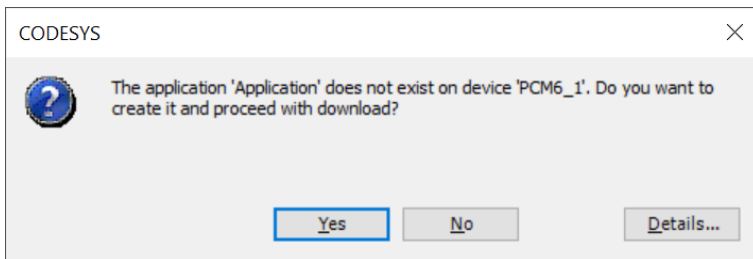 CODESYS
The application 'Application' does not exist on device 'PCM6_1'. Do you want to
create it and proceed with download?
Yes
No
Details...